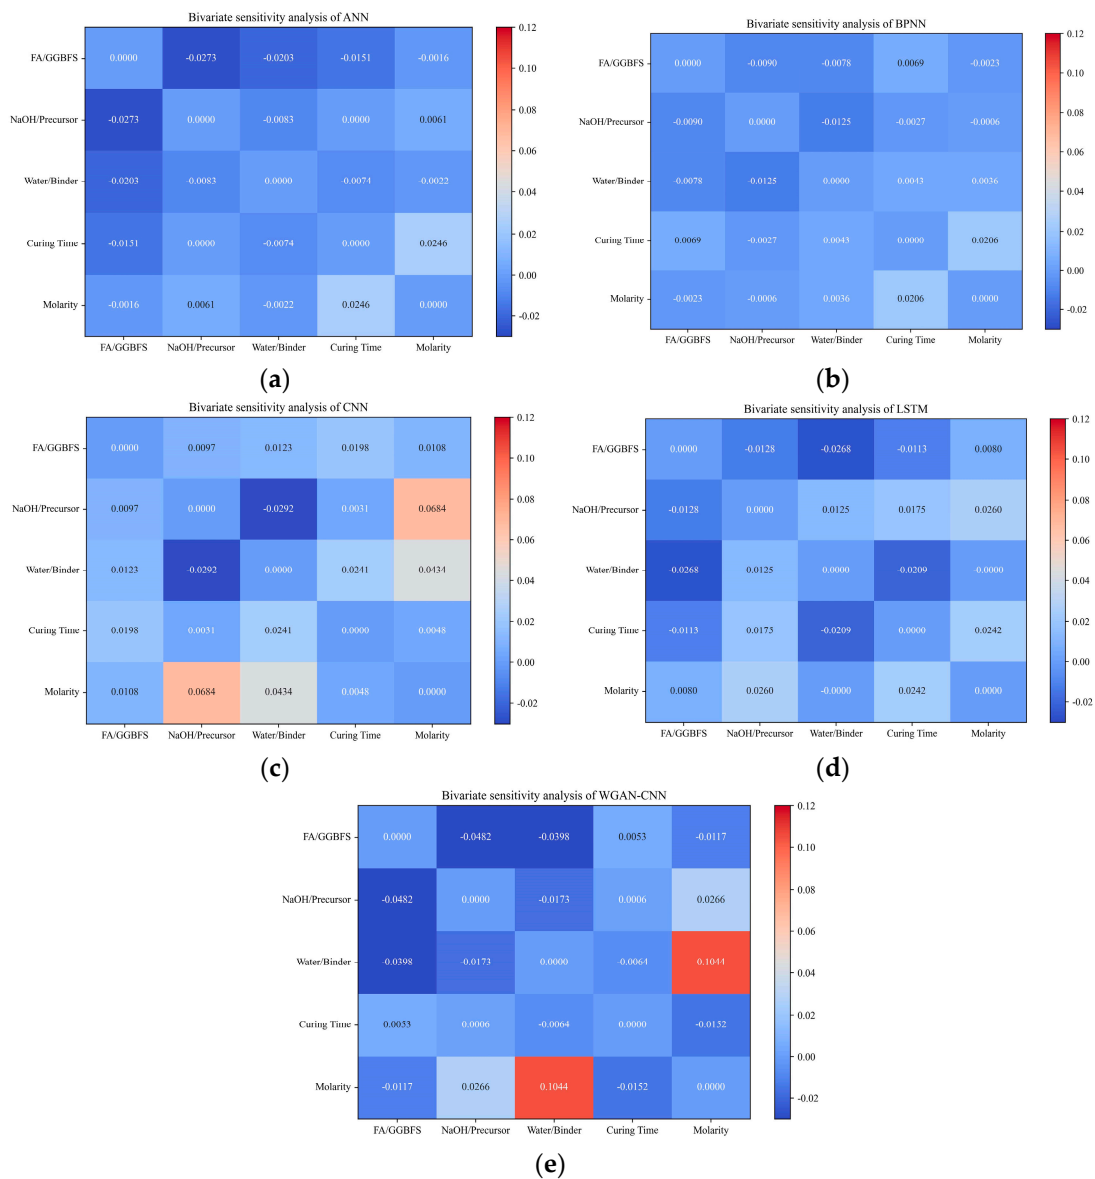 Bivariate sensitivity analysis of ANN
FA/GGBFS 0.0000 -0.0273 -0.0203 -0.0151 -0.0016
NaOH/Precursor -0.0273 0.0000 -0.0083 0.0000 0.0061
Water/Binder -0.0203 -0.0083 0.0000 -0.0074 -0.0022
Curing Time -0.0151 0.0000 -0.0074 0.0000 0.0246
Molarity -0.0016 0.0061 -0.0022 0.0246 0.0000
FA/GGBFS NaOH/Precursor Water/Binder Curing Time Molarity
0.12
0.10
0.08
0.06
0.04
0.02
0.00
-0.02
(a)
Bivariate sensitivity analysis of BPNN
FA/GGBFS 0.0000 -0.0090 -0.0078 0.0069 -0.0023
NaOH/Precursor -0.0090 0.0000 -0.0125 -0.0027 -0.0006
Water/Binder -0.0078 -0.0125 0.0000 0.0043 0.0036
Curing Time 0.0069 -0.0027 0.0043 0.0000 0.0206
Molarity -0.0023 -0.0006 0.0036 0.0206 0.0000
FA/GGBFS NaOH/Precursor Water/Binder Curing Time Molarity
0.12
0.10
0.08
0.06
0.04
0.02
0.00
-0.02
(b)
Bivariate sensitivity analysis of CNN
FA/GGBFS 0.0000 0.0097 0.0123 0.0198 0.0108
NaOH/Precursor 0.0097 0.0000 -0.0292 0.0031 0.0684
Water/Binder 0.0123 -0.0292 0.0000 0.0241 0.0434
Curing Time 0.0198 0.0031 0.0241 0.0000 0.0048
Molarity 0.0108 0.0684 0.0434 0.0048 0.0000
FA/GGBFS NaOH/Precursor Water/Binder Curing Time Molarity
0.12
0.10
0.08
0.06
0.04
0.02
0.00
-0.02
(c)
Bivariate sensitivity analysis of LSTM
FA/GGBFS 0.0000 -0.0128 -0.0268 -0.0113 0.0080
NaOH/Precursor -0.0128 0.0000 0.0125 0.0175 0.0260
Water/Binder -0.0268 0.0125 0.0000 -0.0209 -0.0000
Curing Time -0.0113 0.0175 -0.0209 0.0000 0.0242
Molarity 0.0080 0.0260 -0.0000 0.0242 0.0000
FA/GGBFS NaOH/Precursor Water/Binder Curing Time Molarity
0.12
0.10
0.08
0.06
0.04
0.02
0.00
-0.02
(d)
Bivariate sensitivity analysis of WGAN-CNN
FA/GGBFS 0.0000 -0.0482 -0.0398 0.0053 -0.0117
NaOH/Precursor -0.0482 0.0000 -0.0173 0.0006 0.0266
Water/Binder -0.0398 -0.0173 0.0000 -0.0064 0.1044
Curing Time 0.0053 0.0006 -0.0064 0.0000 -0.0152
Molarity -0.0117 0.0266 0.1044 -0.0152 0.0000
FA/GGBFS NaOH/Precursor Water/Binder Curing Time Molarity
0.12
0.10
0.08
0.06
0.04
0.02
0.00
-0.02
(e)